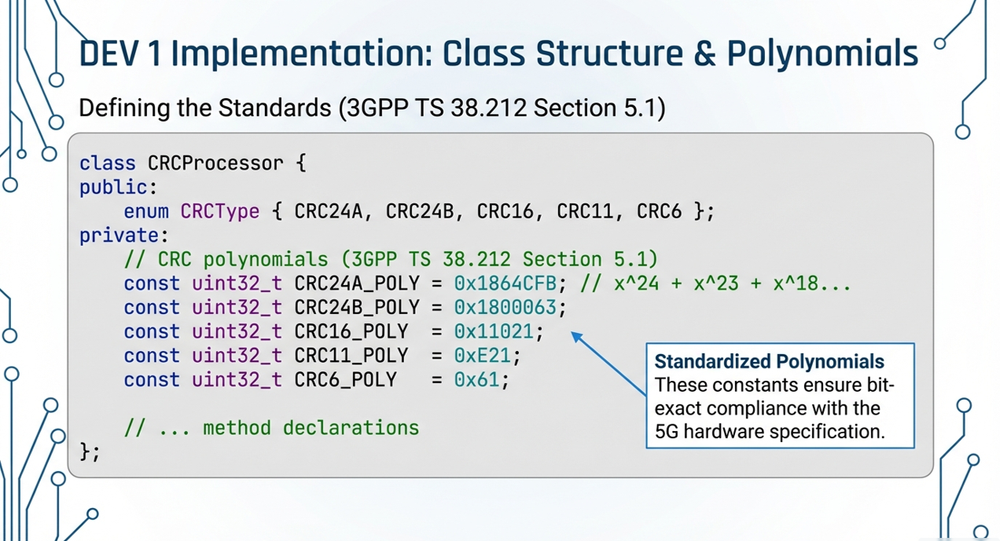 DEV 1 Implementation: Class Structure & Polynomials
Defining the Standards (3GPP TS 38.212 Section 5.1)
class CRCProcessor {
public:
    enum CRCType { CRC24A, CRC24B, CRC16, CRC11, CRC6 };
private:
    // CRC polynomials (3GPP TS 38.212 Section 5.1)
    const uint32_t CRC24A_POLY = 0x1864CFB; // x^24 + x^23 + x^18...
    const uint32_t CRC24B_POLY = 0x1800063;
    const uint32_t CRC16_POLY  = 0x11021;
    const uint32_t CRC11_POLY  = 0xE21;
    const uint32_t CRC6_POLY   = 0x61;
    // ... method declarations
};
Standardized Polynomials
These constants ensure bit-
exact compliance with the
5G hardware specification.